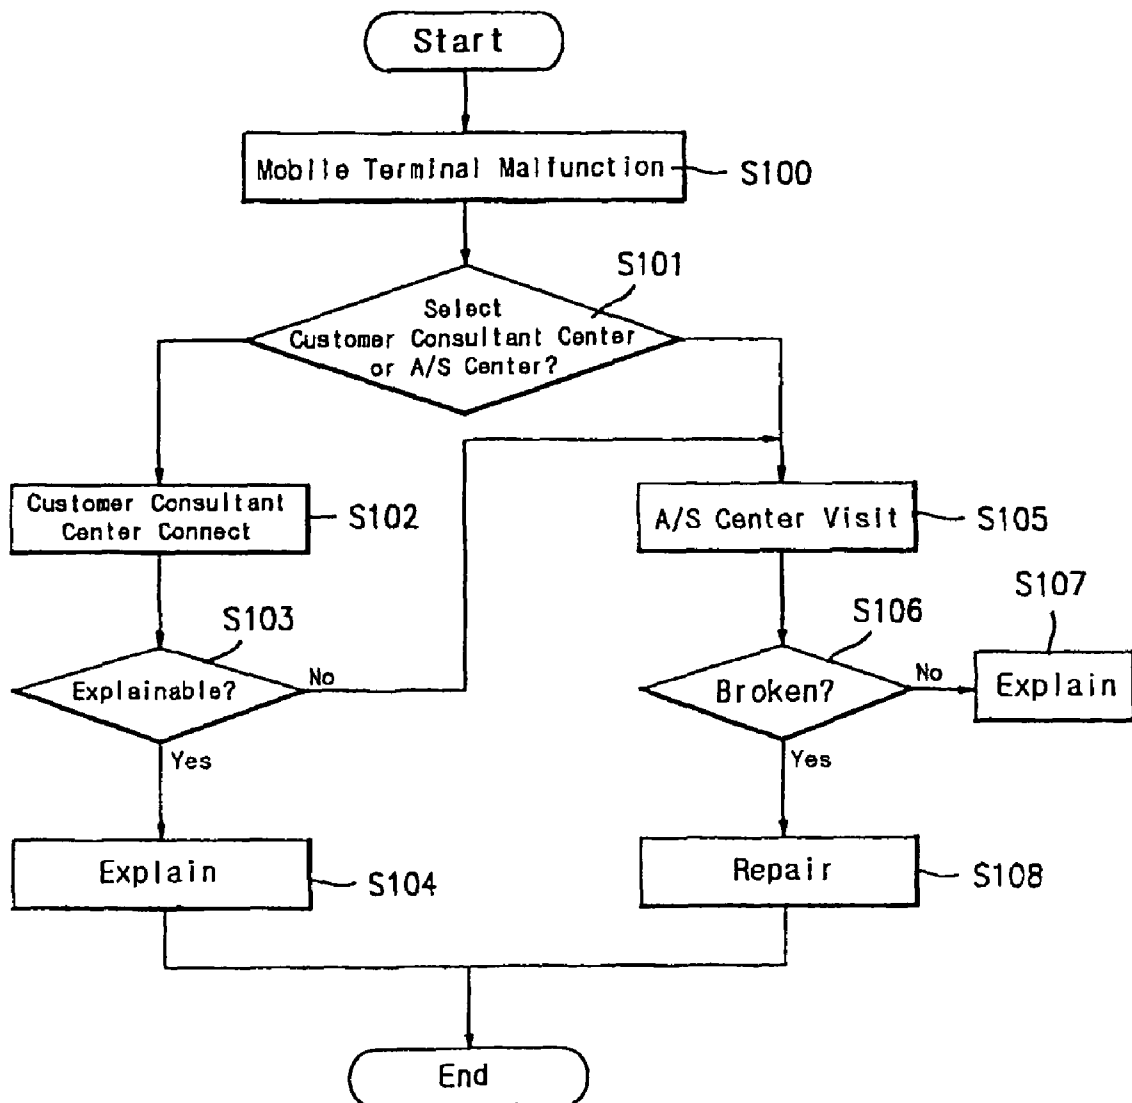 Start
Mobile Terminal Malfunction
S100
S101
Select
Customer Consultant Center
or A/S Center?
Customer Consultant
Center Connect
S102
A/S Center Visit
S105
S103
Explainable?
No
Yes
S106
Broken?
No
Yes
S107
Explain
Explain
S104
Repair
S108
End